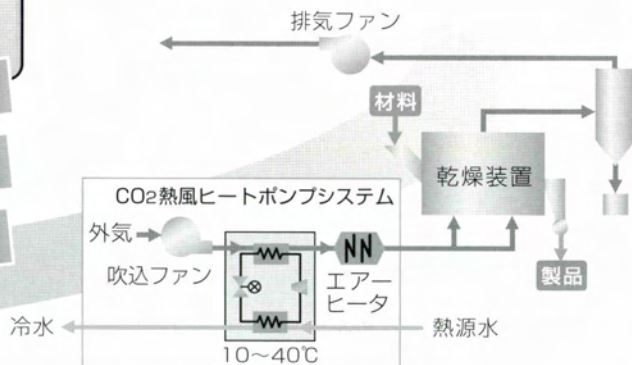 排気ファン
材料
乾燥装置
CO2熱風ヒートポンプシステム
外気
吹込ファン
エアー
ヒータ
製品
冷水
熱源水
10〜40℃